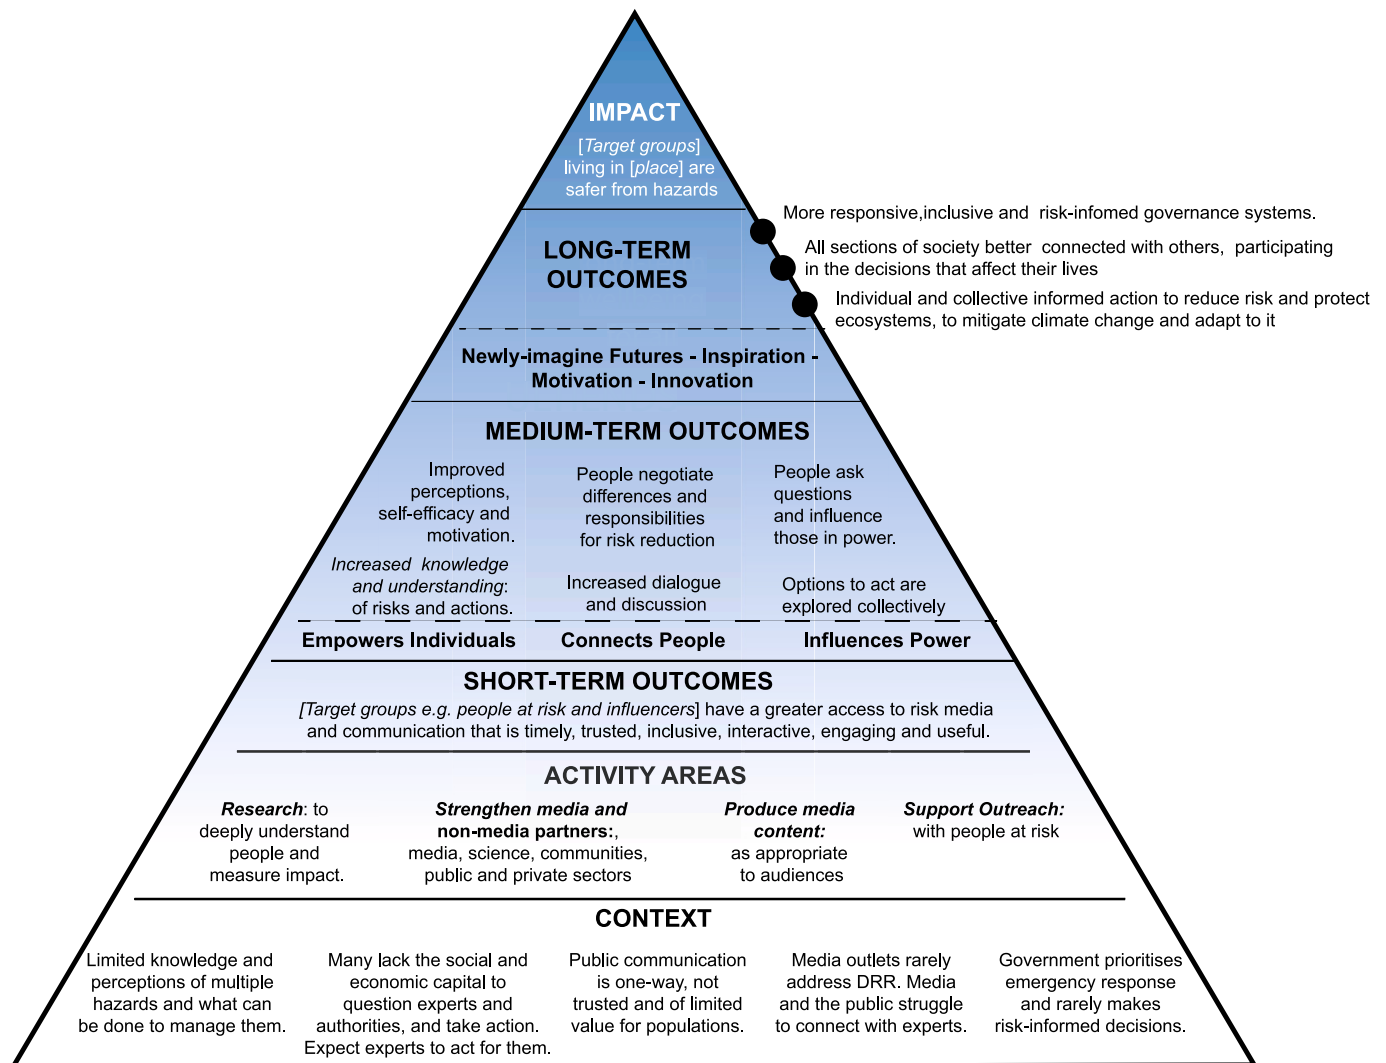 IMPACT
[Target groups]
living in [place] are
safer from hazards
More responsive,inclusive and risk-infomed governance systems.
LONG-TERM
OUTCOMES
All sections of society better connected with others, participating
in the decisions that affect their lives
Individual and collective informed action to reduce risk and protect
ecosystems, to mitigate climate change and adapt to it
Newly-imagine Futures - Inspiration -
Motivation - Innovation
MEDIUM-TERM OUTCOMES
Improved
perceptions,
self-efficacy and
motivation.
Increased knowledge
and understanding:
of risks and actions.
People negotiate
differences and
responsibilities
for risk reduction
Increased dialogue
and discussion
People ask
questions
and influence
those in power.
Options to act are
explored collectively
Empowers Individuals
Connects People
Influences Power
SHORT-TERM OUTCOMES
[Target groups e.g. people at risk and influencers] have a greater access to risk media
and communication that is timely, trusted, inclusive, interactive, engaging and useful.
ACTIVITY AREAS
Research: to
deeply understand
people and
measure impact.
Strengthen media and
non-media partners:,
media, science, communities,
public and private sectors
Produce media
content:
as appropriate
to audiences
Support Outreach:
with people at risk
CONTEXT
Limited knowledge and
perceptions of multiple
hazards and what can
be done to manage them.
Many lack the social and
economic capital to
question experts and
authorities, and take action.
Expect experts to act for them.
Public communication
is one-way, not
trusted and of limited
value for populations.
Media outlets rarely
address DRR. Media
and the public struggle
to connect with experts.
Government prioritises
emergency response
and rarely makes
risk-informed decisions.